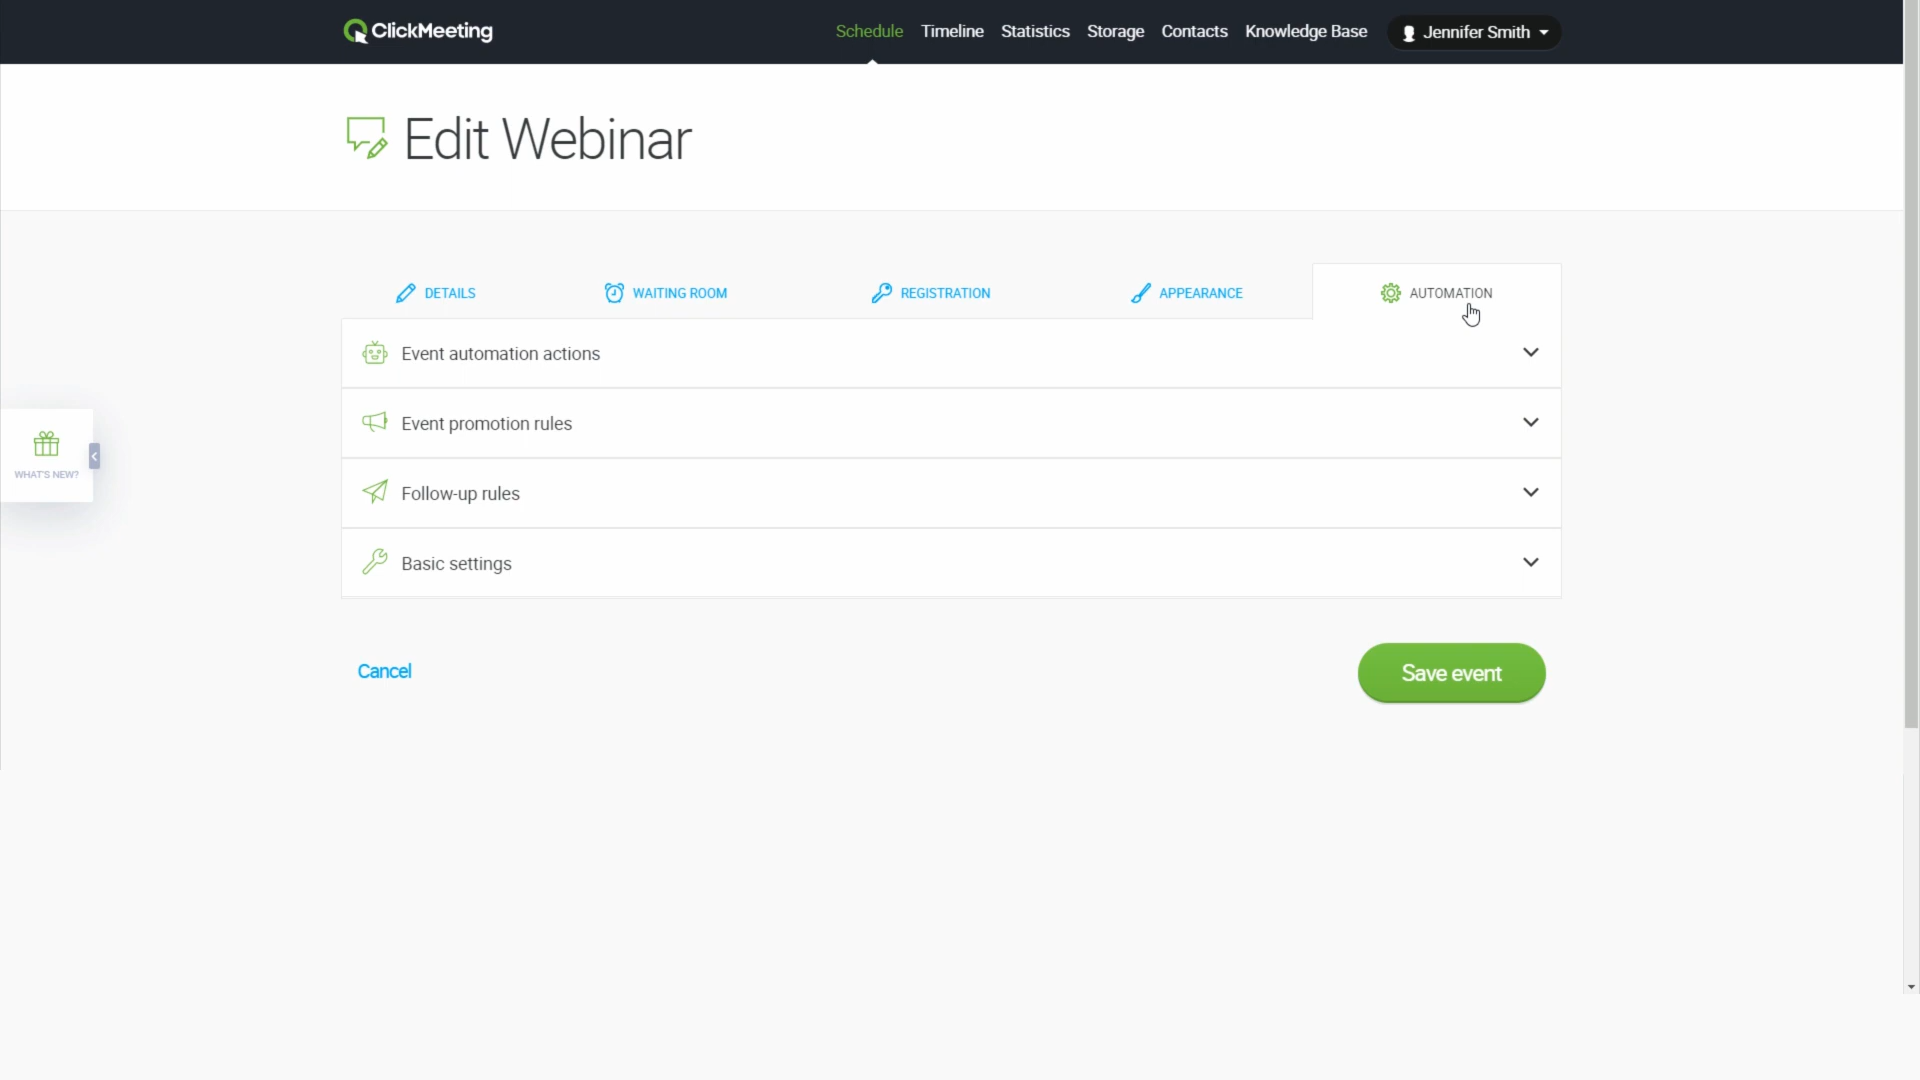 ClickMeeting
Schedule Timeline Statistics Storage Contacts Knowledge Base Jennifer Smith
Edit Webinar
DETAILS WAITING ROOM REGISTRATION APPEARANCE AUTOMATION
Event automation actions
Event promotion rules
WHAT'S NEW?
Follow-up rules
Basic settings
Cancel Save event